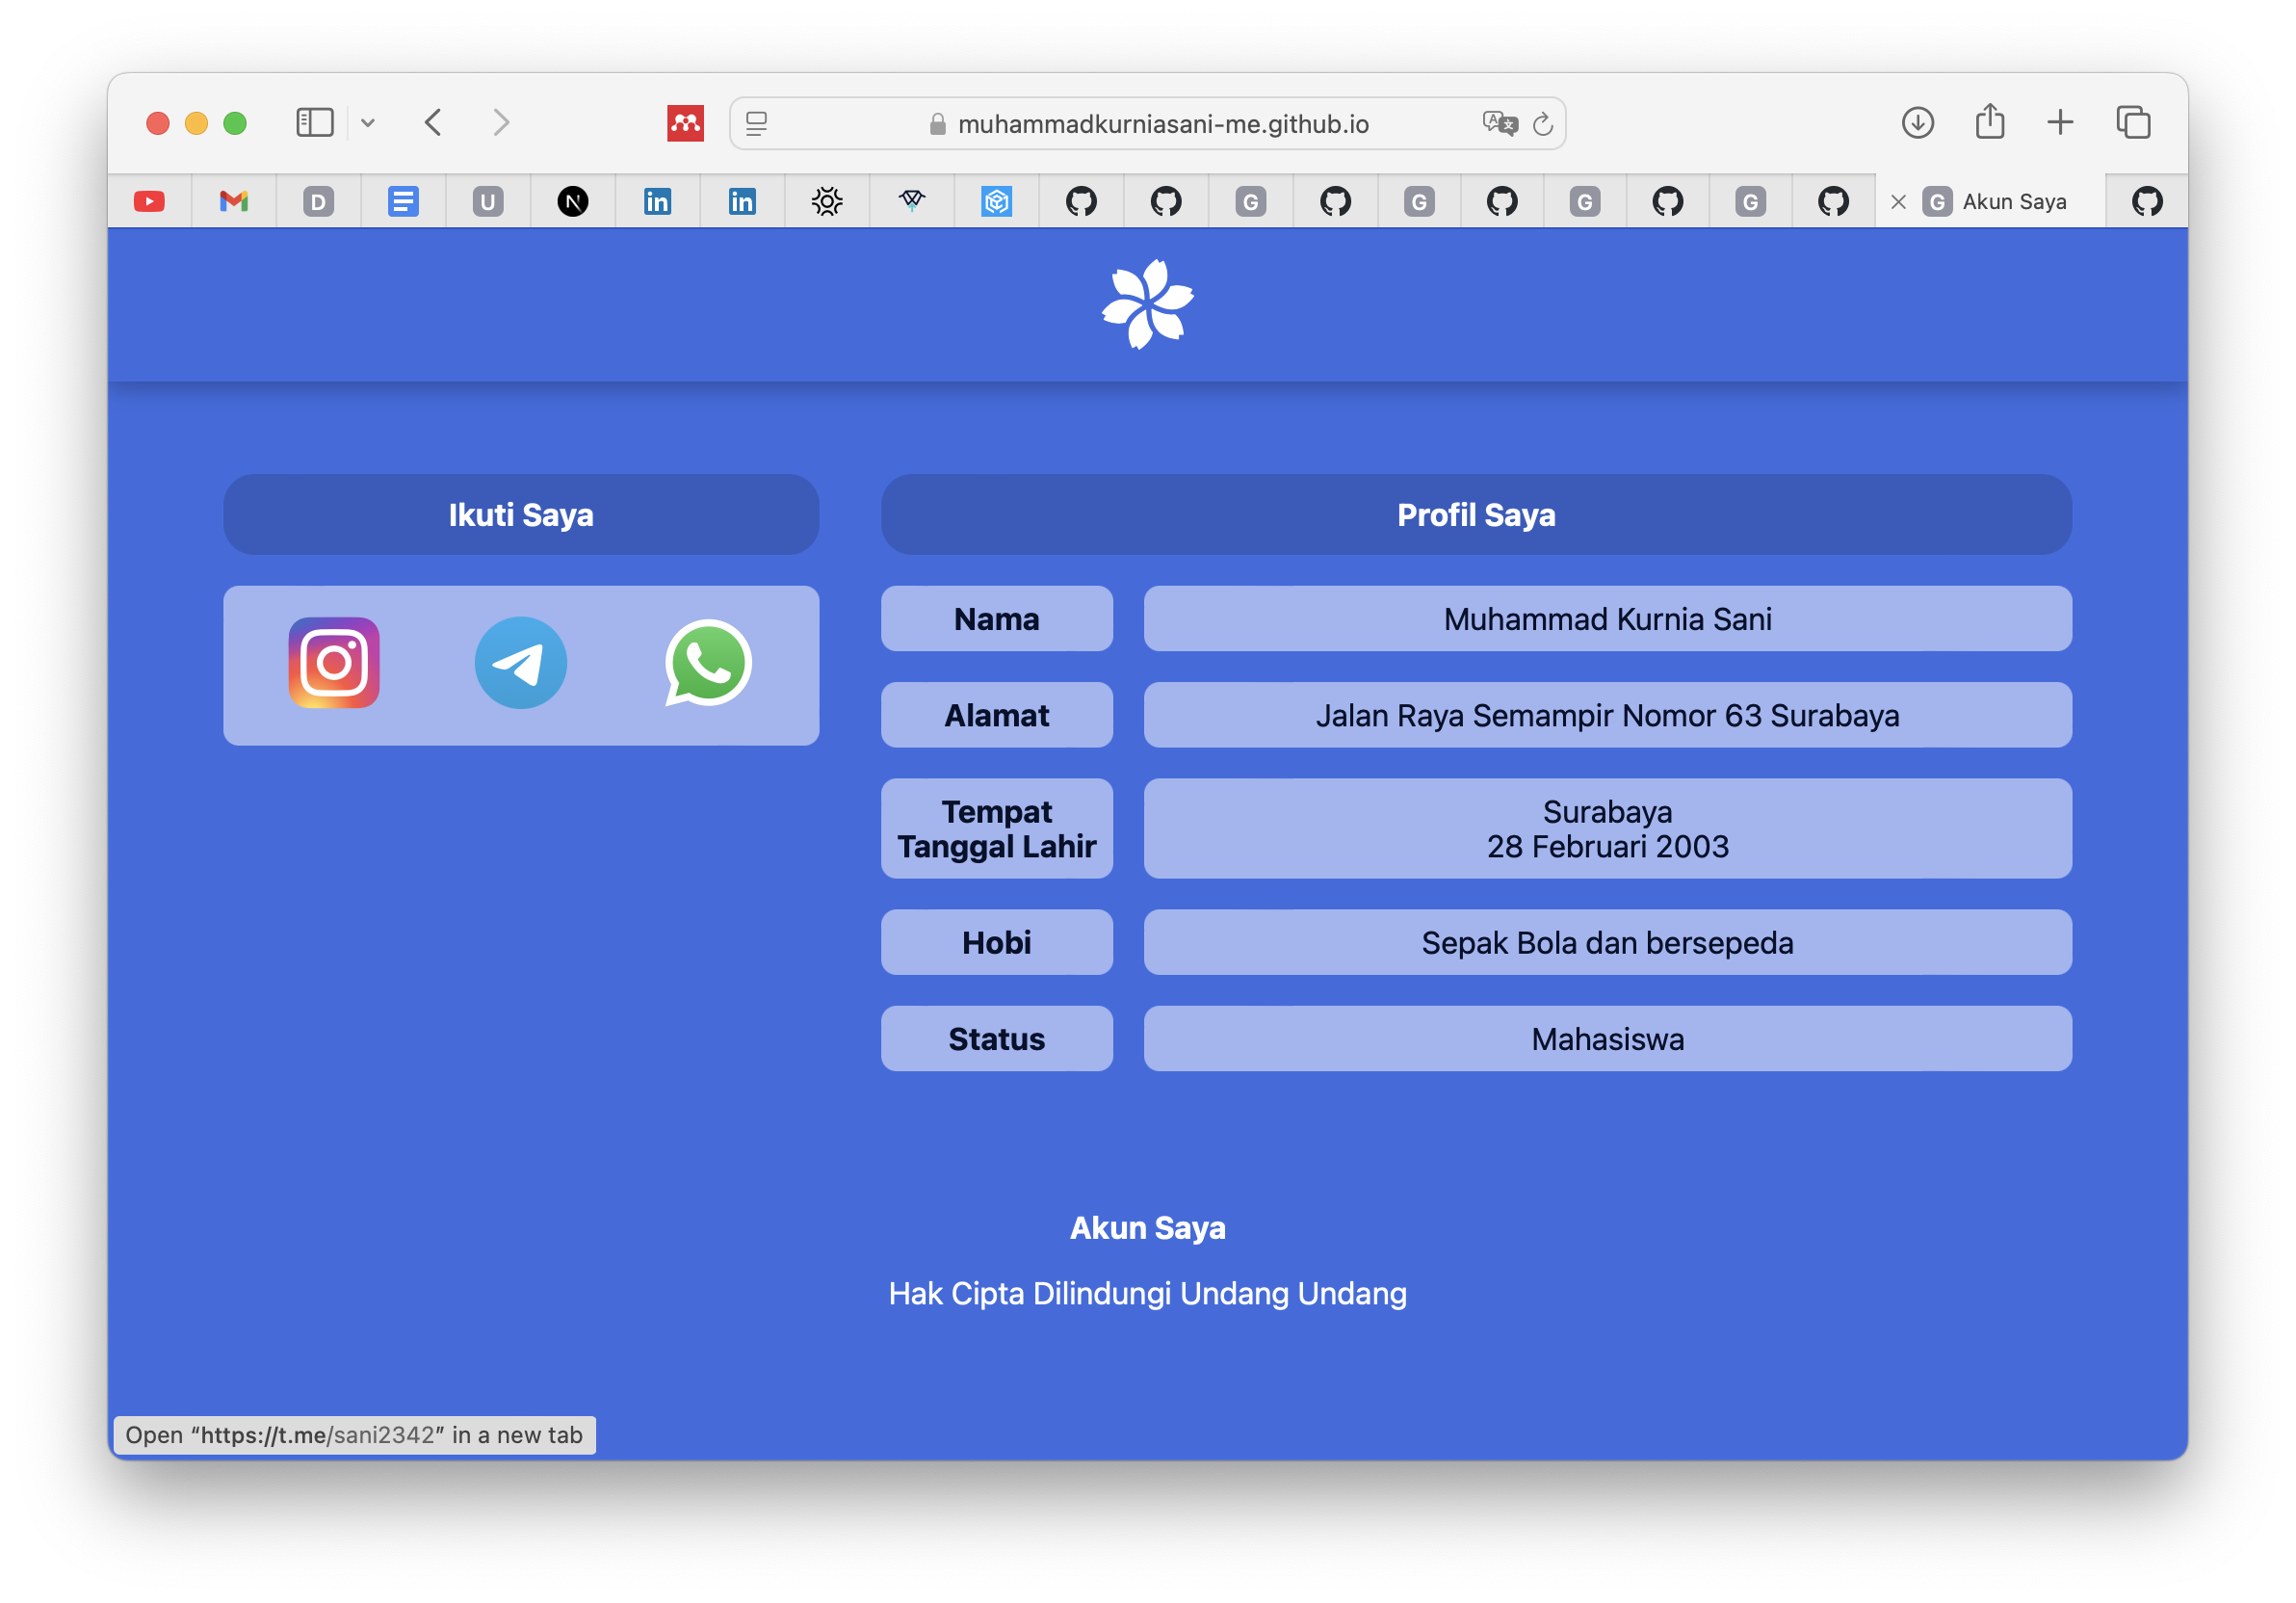 muhammadkurniasani-me.github.io
D
U
N
in
in
G
G
G
G
G Akun Saya
Ikuti Saya
Profil Saya
Nama
Muhammad Kurnia Sani
Alamat
Jalan Raya Semampir Nomor 63 Surabaya
Tempat
Tanggal Lahir
Surabaya
28 Februari 2003
Hobi
Sepak Bola dan bersepeda
Status
Mahasiswa
Akun Saya
Hak Cipta Dilindungi Undang Undang
Open “https://t.me/sani2342” in a new tab